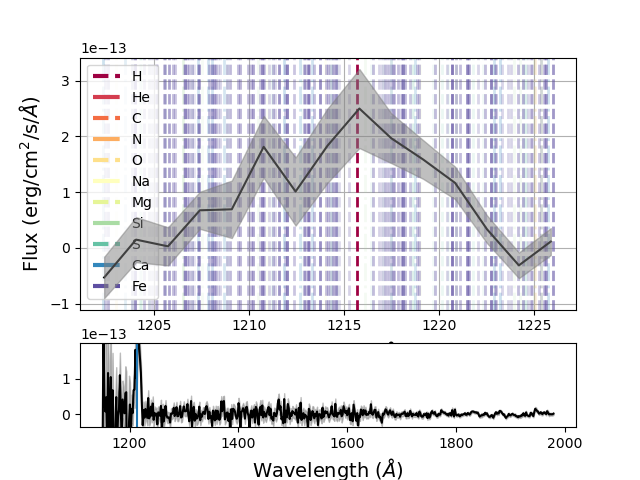 1e−13
3
2
1
0
−1
Flux (erg/cm²/s/Å)
H
He
C
N
O
Na
Mg
Si
S
Ca
Fe
1205 1210 1215 1220 1225
1e−13
1
0
1200 1400 1600 1800 2000
Wavelength (Å)